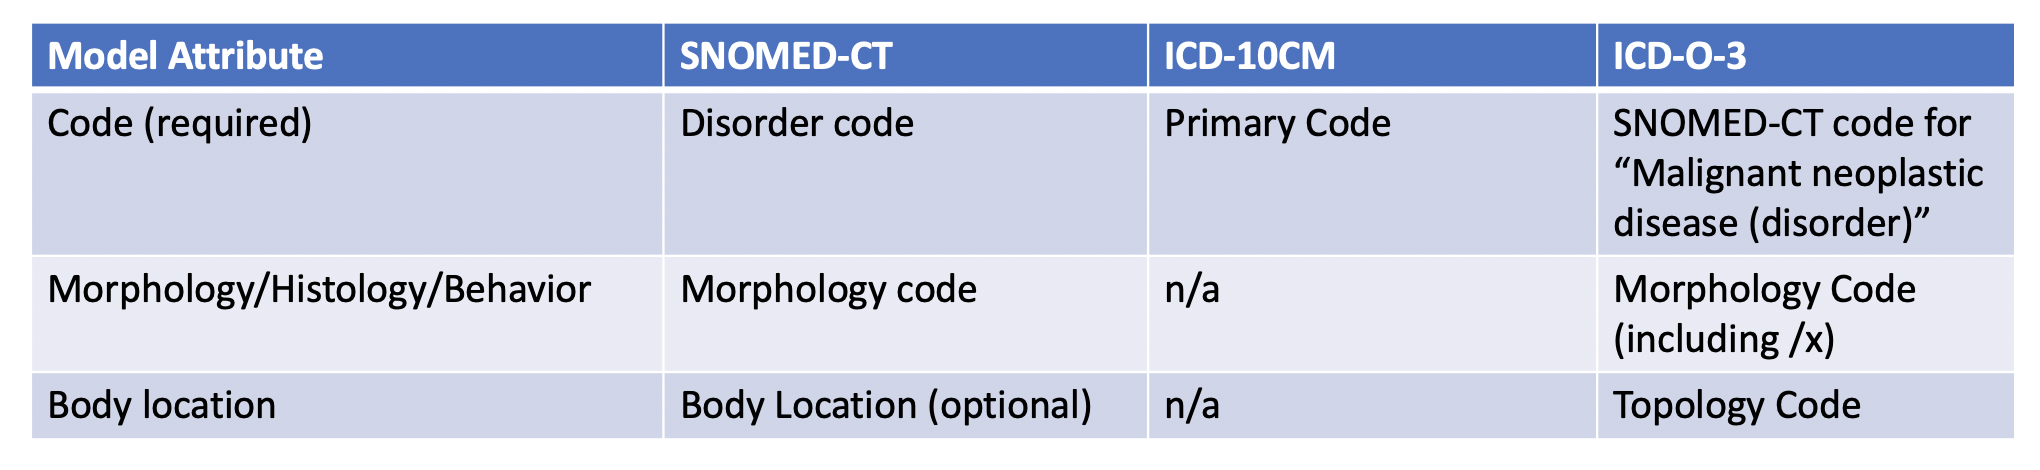 Model Attribute SNOMED-CT ICD-10CM ICD-O-3
Code (required) Disorder code Primary Code SNOMED-CT code for
“Malignant neoplastic
disease (disorder)”
Morphology/Histology/Behavior Morphology code n/a Morphology Code
(including /x)
Body location Body Location (optional) n/a Topology Code